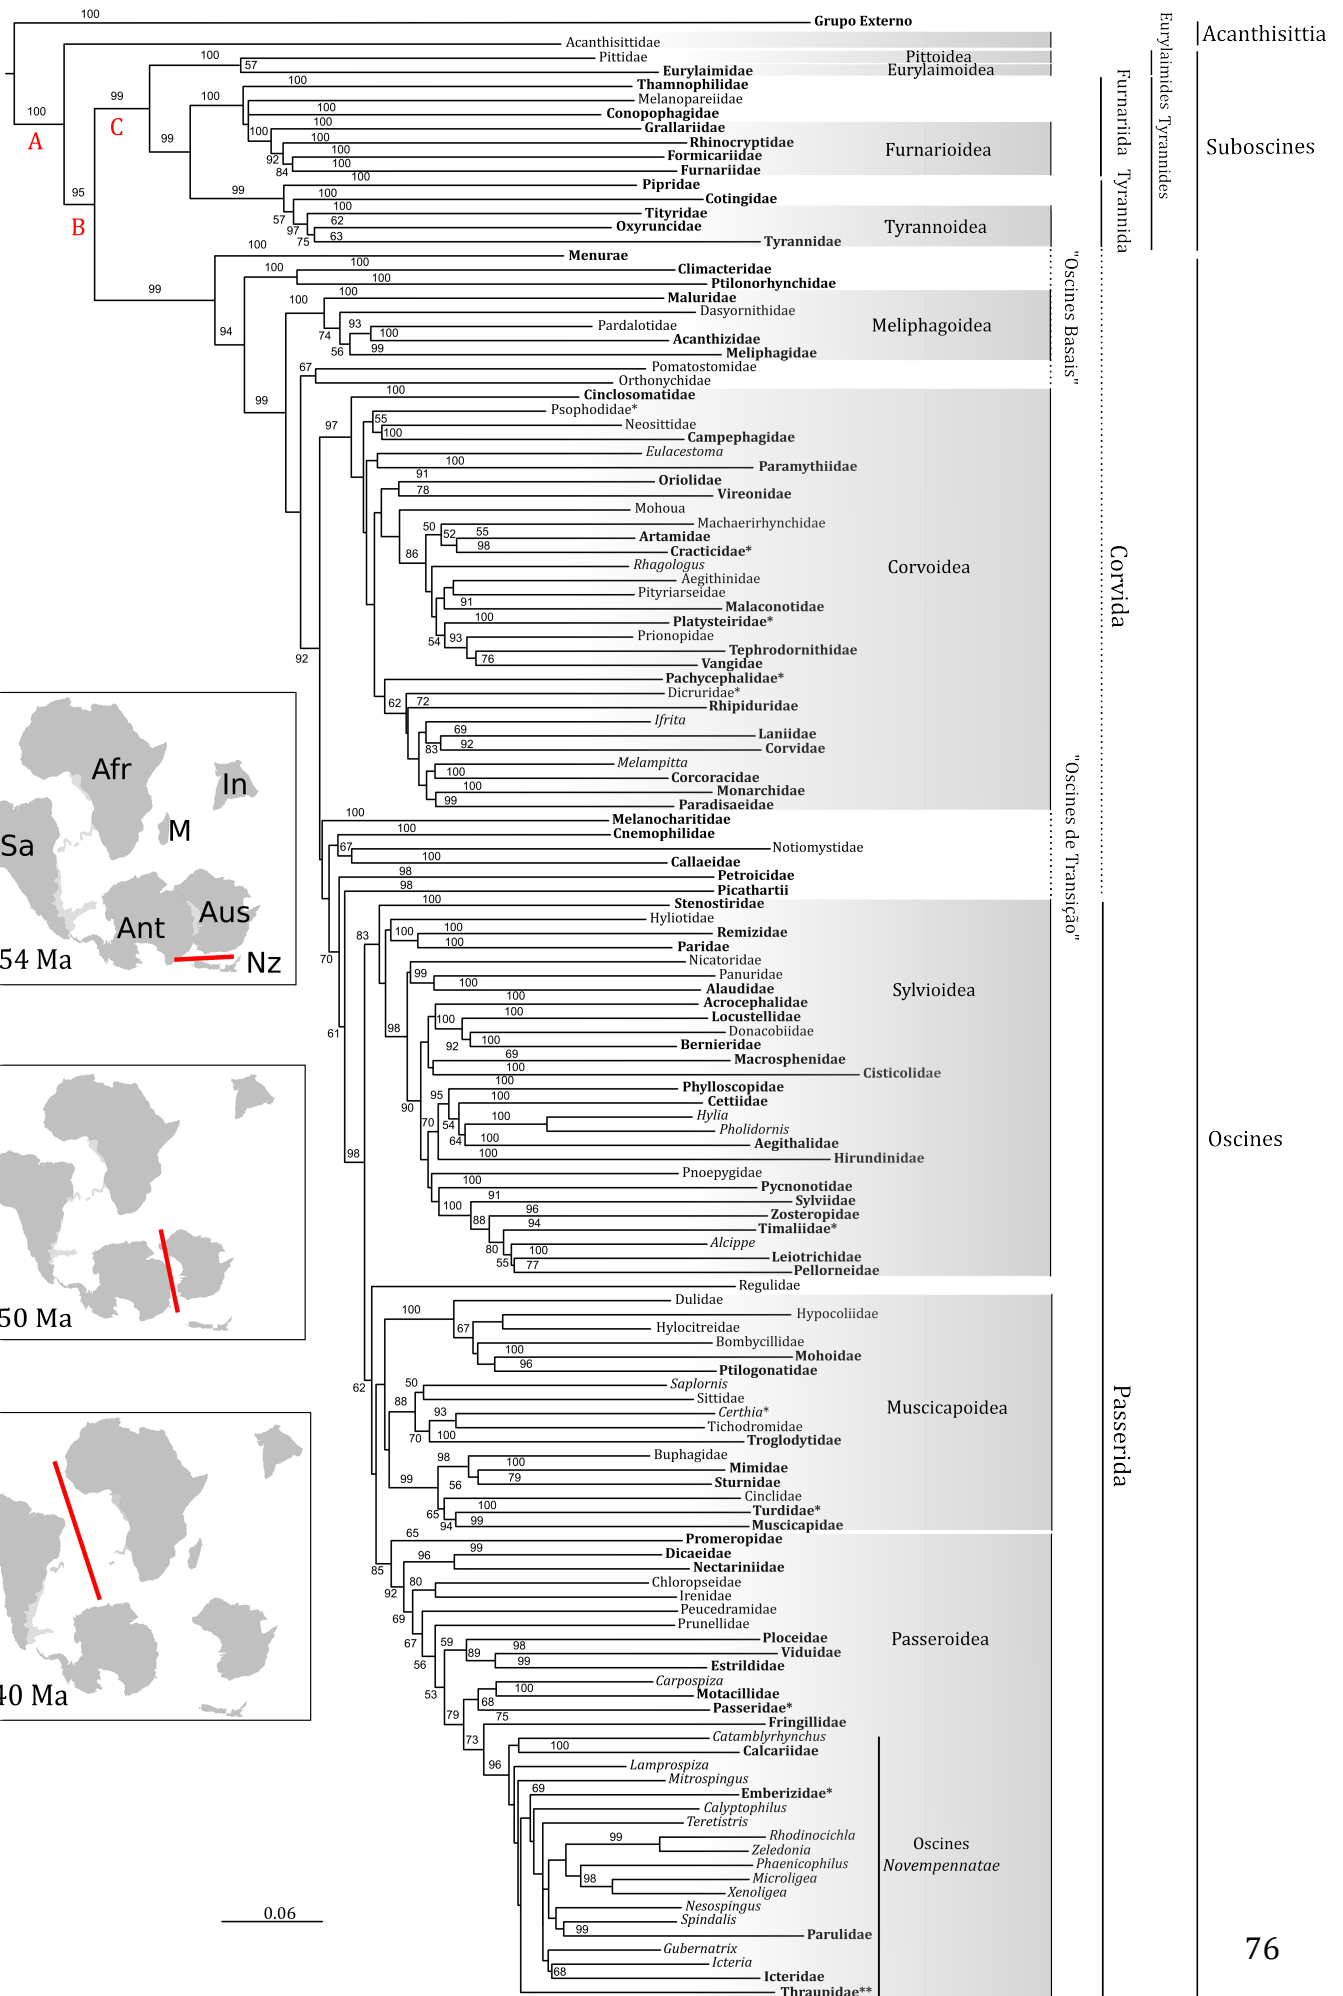 100
Grupo Externo
Acanthisittidae
Acanthisittia
100
Pittidae
Pittoidea
57
Eurylaimidae
Eurylaimoidea
Eurylaimides
Tyrannides
Suboscines
100
Thamnophilidae
Melanopareiidae
100
99
C
100
A
100
Conopophagidae
100
Grallariidae
100
100
Rhinocryptidae
100
Formicariidae
92
100
Furnariidae
84
Furnarioidea
Furnariida
99
100
Pipridae
99
100
Cotingidae
95
B
57
100
Tityridae
62
Oxyruncidae
97
63
Tyrannidae
75
Tyrannoidea
Tyrannida
100
Menurae
100
Climacteridae
100
100
Ptilonorhynchidae
"Oscines Basais"
99
94
100
100
Maluridae
Dasyornithidae
74
93
Pardalotidae
100
Acanthizidae
56
99
Meliphagidae
Meliphagoidea
67
Pomatostomidae
Orthonychidae
99
100
Cinclosomatidae
97
Psophodidae*
55
Neosittidae
100
Campephagidae
Eulacestoma
100
Paramythiidae
91
Oriolidae
78
Vireonidae
Mohoua
50
Machaerirhynchidae
52
55
Artamidae
98
Cracticidae*
86
Rhagologus
Aegithinidae
Pityriarseidae
91
Malaconotidae
100
Platysteiridae*
54
93
Prionopidae
Tephrodornithidae
76
Vangidae
Corvoidea
Corvida
92
Pachycephalidae*
Dicruridae*
62
72
Rhipiduridae
Ifrita
69
Laniidae
83
92
Corvidae
Melampitta
100
Corcoracidae
100
Monarchidae
99
Paradisaeidae
100
Melanocharitidae
100
Cnemophilidae
67
Notiomystidae
100
Callaeidae
98
Petroicidae
98
Picathartii
"Oscines de Transição"
100
Stenostiridae
83
Hyliotidae
100
100
Remizidae
100
Paridae
70
Nicatoridae
99
Panuridae
100
Alaudidae
100
Acrocephalidae
61
98
100
100
Locustellidae
Donacobiidae
92
100
Bernieridae
69
Macrosphenidae
100
Cisticolidae
100
Phylloscopidae
95
100
Cettiidae
90
70
54
100
Hylia
Pholidornis
64
100
Aegithalidae
98
100
Hirundinidae
Pnoepygidae
100
Pycnonotidae
91
Sylviidae
100
96
Zosteropidae
88
94
Timaliidae*
80
Alcippe
100
Leiotrichidae
55
77
Pellorneidae
Sylvioidea
Oscines
Regulidae
Dulidae
100
Hypocoliidae
67
Hylocitreidae
Bombycillidae
100
Mohoidae
96
Ptilogonatidae
62
50
Saplornis
Sittidae
88
93
Certhia*
Tichodromidae
70
100
Troglodytidae
98
Buphagidae
100
Mimidae
99
56
79
Sturnidae
Cinclidae
65
100
Turdidae*
94
99
Muscicapidae
Muscicapoidea
Passerida
65
Promeropidae
99
Dicaeidae
96
Nectariniidae
85
80
Chloropseidae
92
Irenidae
69
Peucedramidae
Prunellidae
67
59
Ploceidae
89
98
Viduidae
56
99
Estrildidae
Carpospiza
53
100
Motacillidae
68
Passeridae*
79
75
Fringillidae
73
Catamblyrhynchus
100
Calcariidae
96
Lamprospiza
Mitrospingus
69
Emberizidae*
Calyptophilus
Teretistris
99
Rhodinocichla
Zeledonia
Phaenicophilus
98
Microligea
Xenoligea
Nesospingus
Spindalis
99
Parulidae
Gubernatrix
Icteria
68
Icteridae
Thraupidae**
Passeroidea
Oscines
Novempennatae
Afr
In
M
Sa
Aus
Ant
Nz
54 Ma
50 Ma
40 Ma
0.06
76